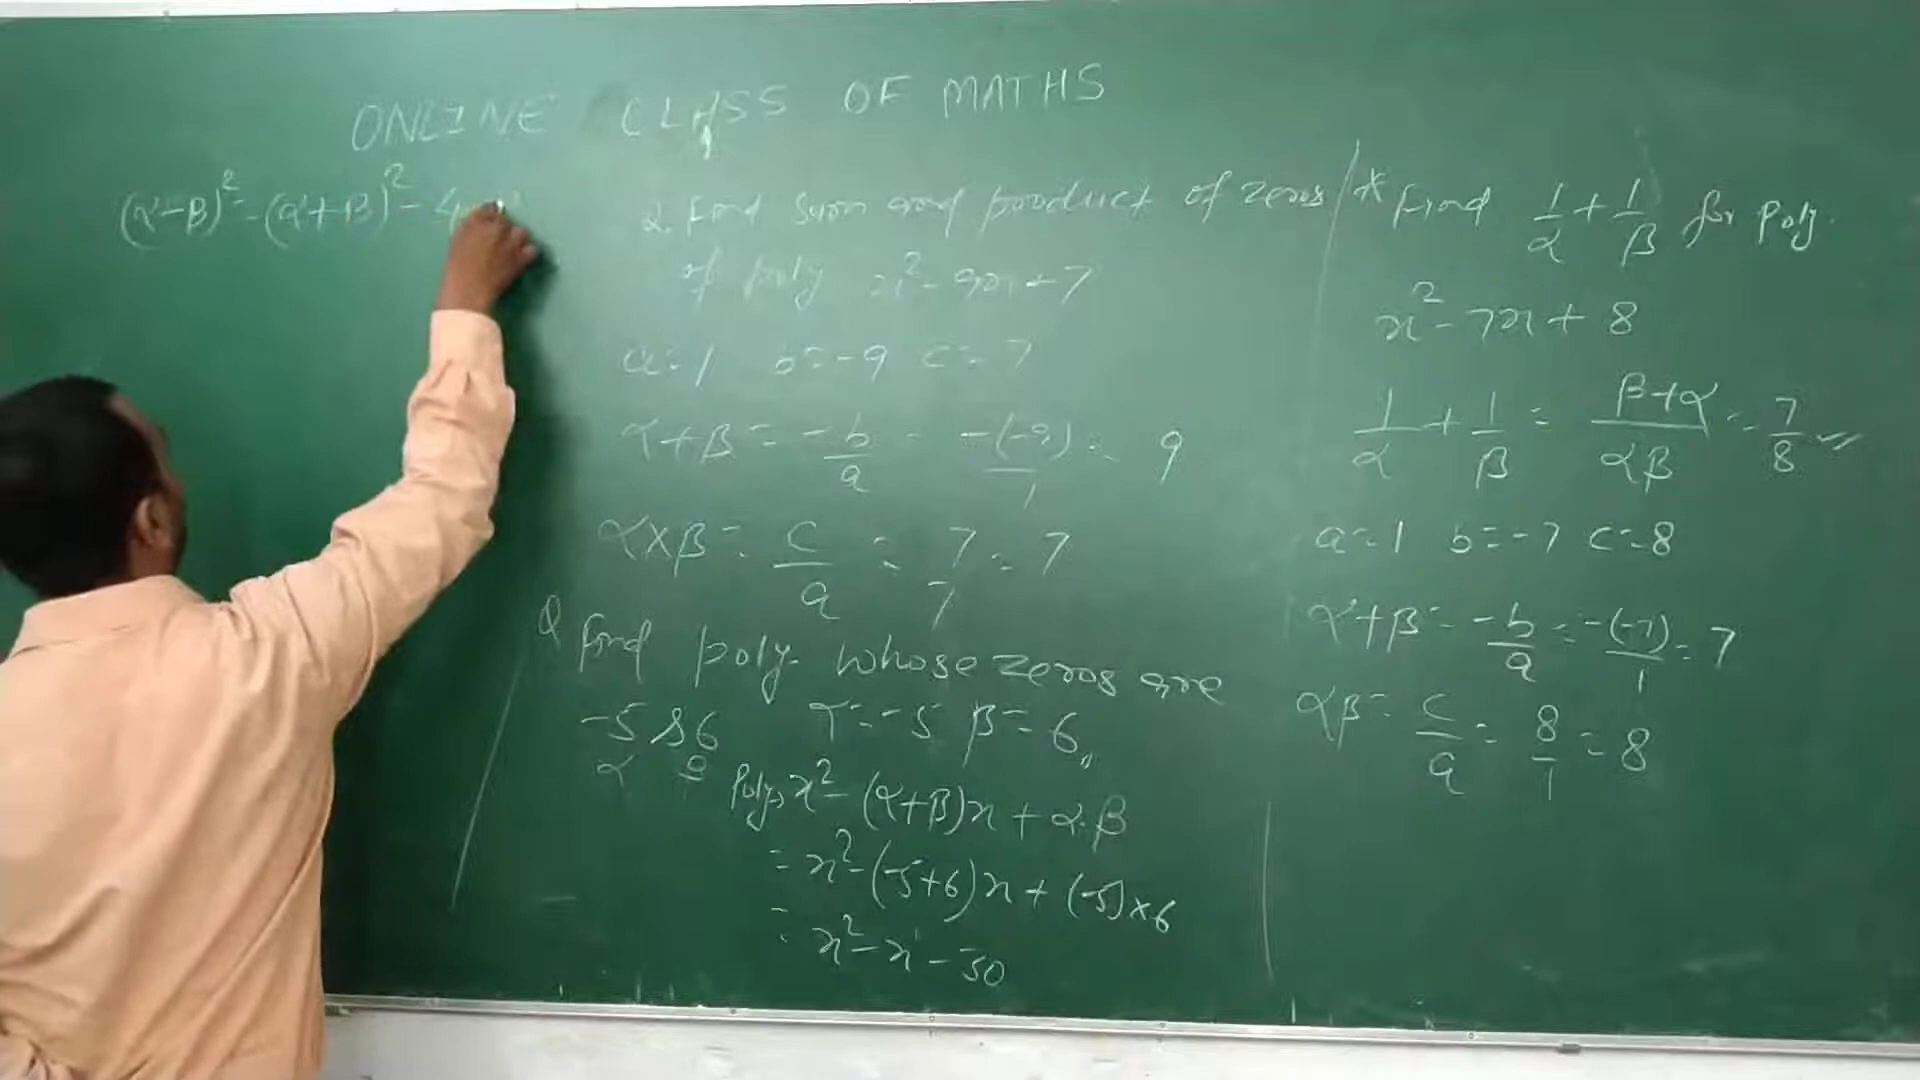 ONLINE CLASS OF MATHS
(α-β)² = (α+β)² - 4
Q. Find sum and product of zeros
of poly x² - 9x + 7
a=1 b=-9 c=7
α+β = -b/a = -(-9)/1 = 9
α×β = c/a = 7/7 = 7
Q Find poly. whose zeros are
-5 & 6 α=-5 β=6,,
α β
Poly, x² - (α+β)x + α.β
= x² - (-5+6)x + (-5)×6
= x² - x - 30
* Find 1/α + 1/β for poly.
x² - 7x + 8
1/α + 1/β = β+α/αβ = 7/8
a=1 b=-7 c=8
α+β = -b/a = -(-7)/1 = 7
αβ = c/a = 8/1 = 8